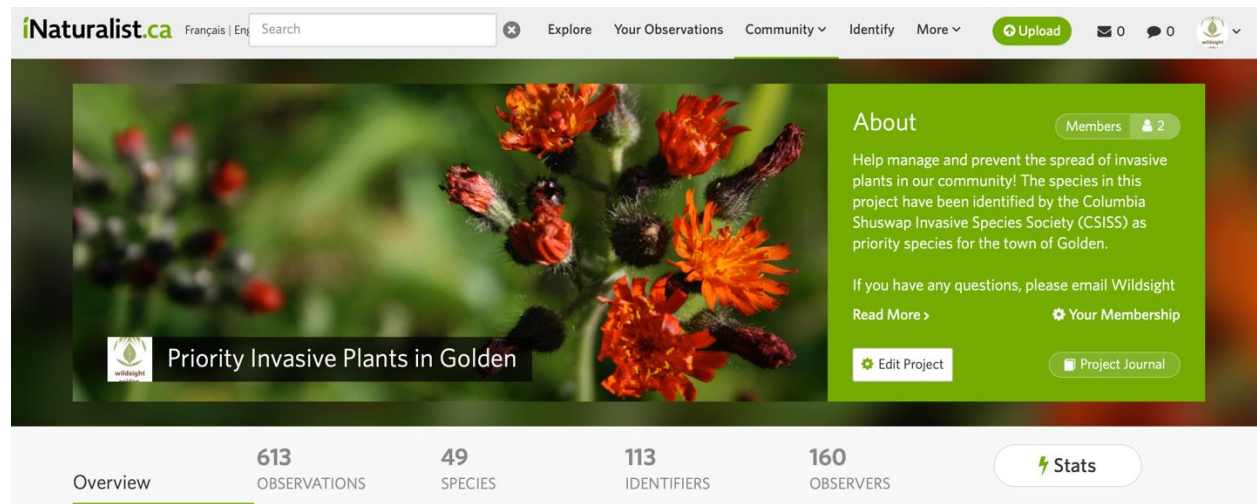 iNaturalist.ca Français | Eng Search Explore Your Observations Community Identify More Upload 0 0
About
Members 2
Help manage and prevent the spread of invasive
plants in our community! The species in this
project have been identified by the Columbia
Shuswap Invasive Species Society (CSISS) as
priority species for the town of Golden.
If you have any questions, please email Wildsight
Read More > Your Membership
wildsight
Priority Invasive Plants in Golden
Edit Project Project Journal
Overview
613
OBSERVATIONS
49
SPECIES
113
IDENTIFIERS
160
OBSERVERS
Stats